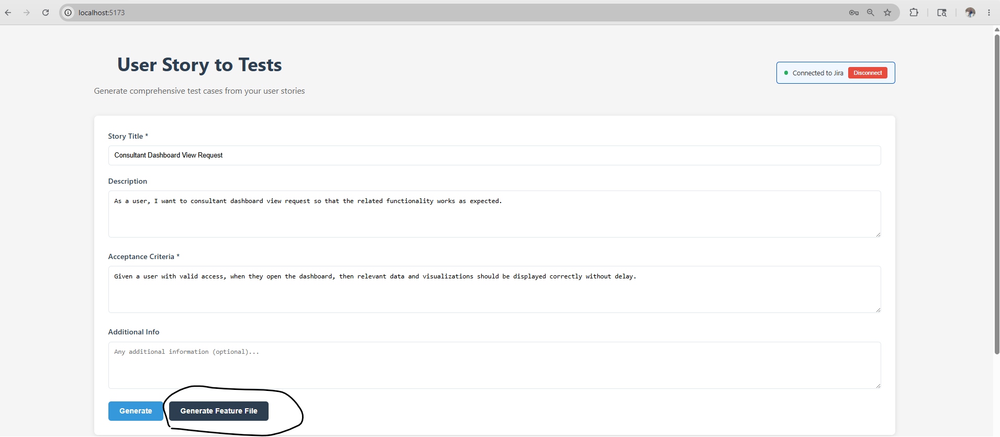 localhost:5173
User Story to Tests
Connected to Jira Disconnect
Generate comprehensive test cases from your user stories
Story Title *
Consultant Dashboard View Request
Description
As a user, I want to consultant dashboard view request so that the related functionality works as expected.
Acceptance Criteria *
Given a user with valid access, when they open the dashboard, then relevant data and visualizations should be displayed correctly without delay.
Additional Info
Any additional information (optional)...
Generate Generate Feature File